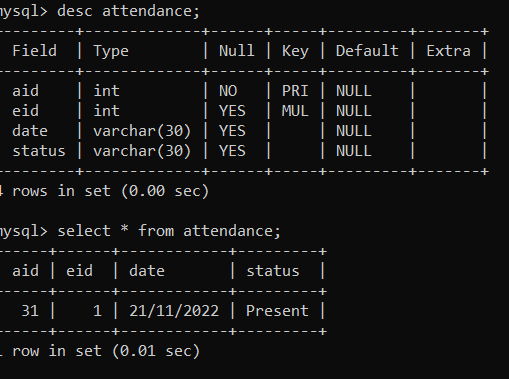 mysql> desc attendance;
--------+-------------+------+-----+---------+-------+
Field | Type | Null | Key | Default | Extra |
--------+-------------+------+-----+---------+-------+
aid | int | NO | PRI | NULL | |
eid | int | YES | MUL | NULL | |
date | varchar(30) | YES | | NULL | |
status | varchar(30) | YES | | NULL | |
--------+-------------+------+-----+---------+-------+
4 rows in set (0.00 sec)
mysql> select * from attendance;
-----+------+------------+---------+
aid | eid | date | status |
-----+------+------------+---------+
31 | 1 | 21/11/2022 | Present |
-----+------+------------+---------+
1 row in set (0.01 sec)